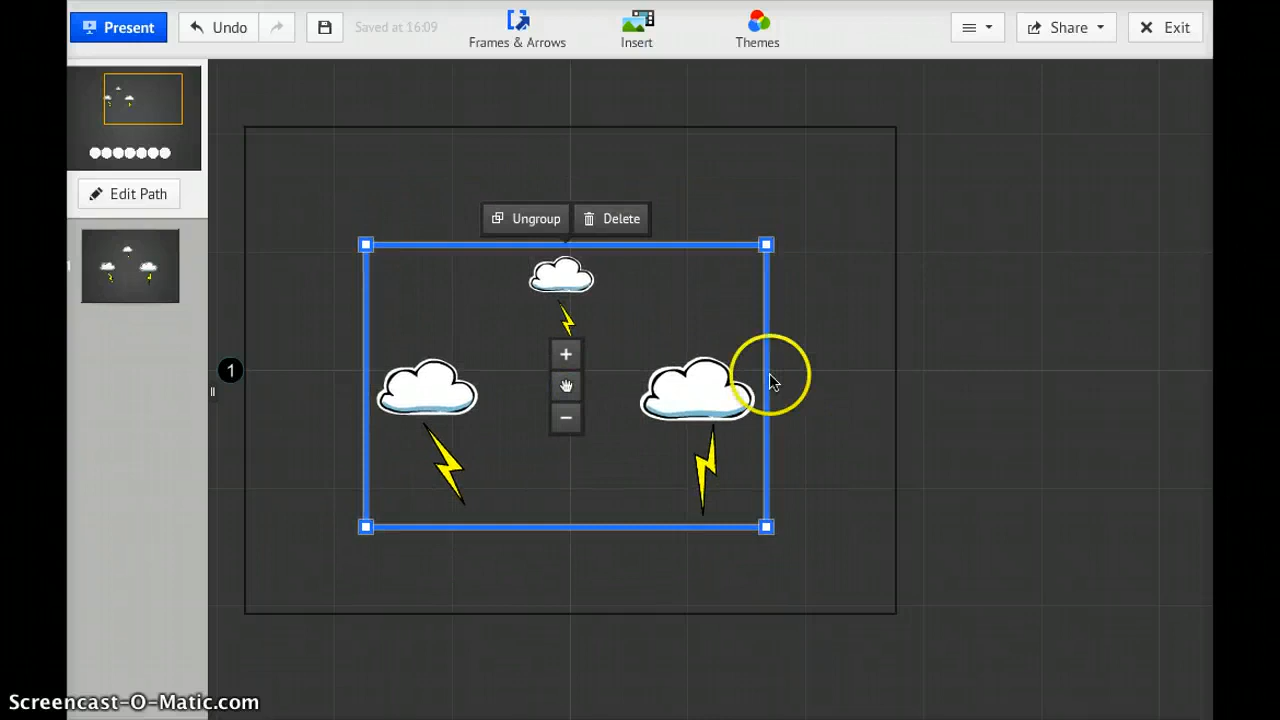 Present
Undo
Saved at 16:09
Frames & Arrows
Insert
Themes
Share
Exit
Edit Path
Ungroup
Delete
1
Screencast-O-Matic.com